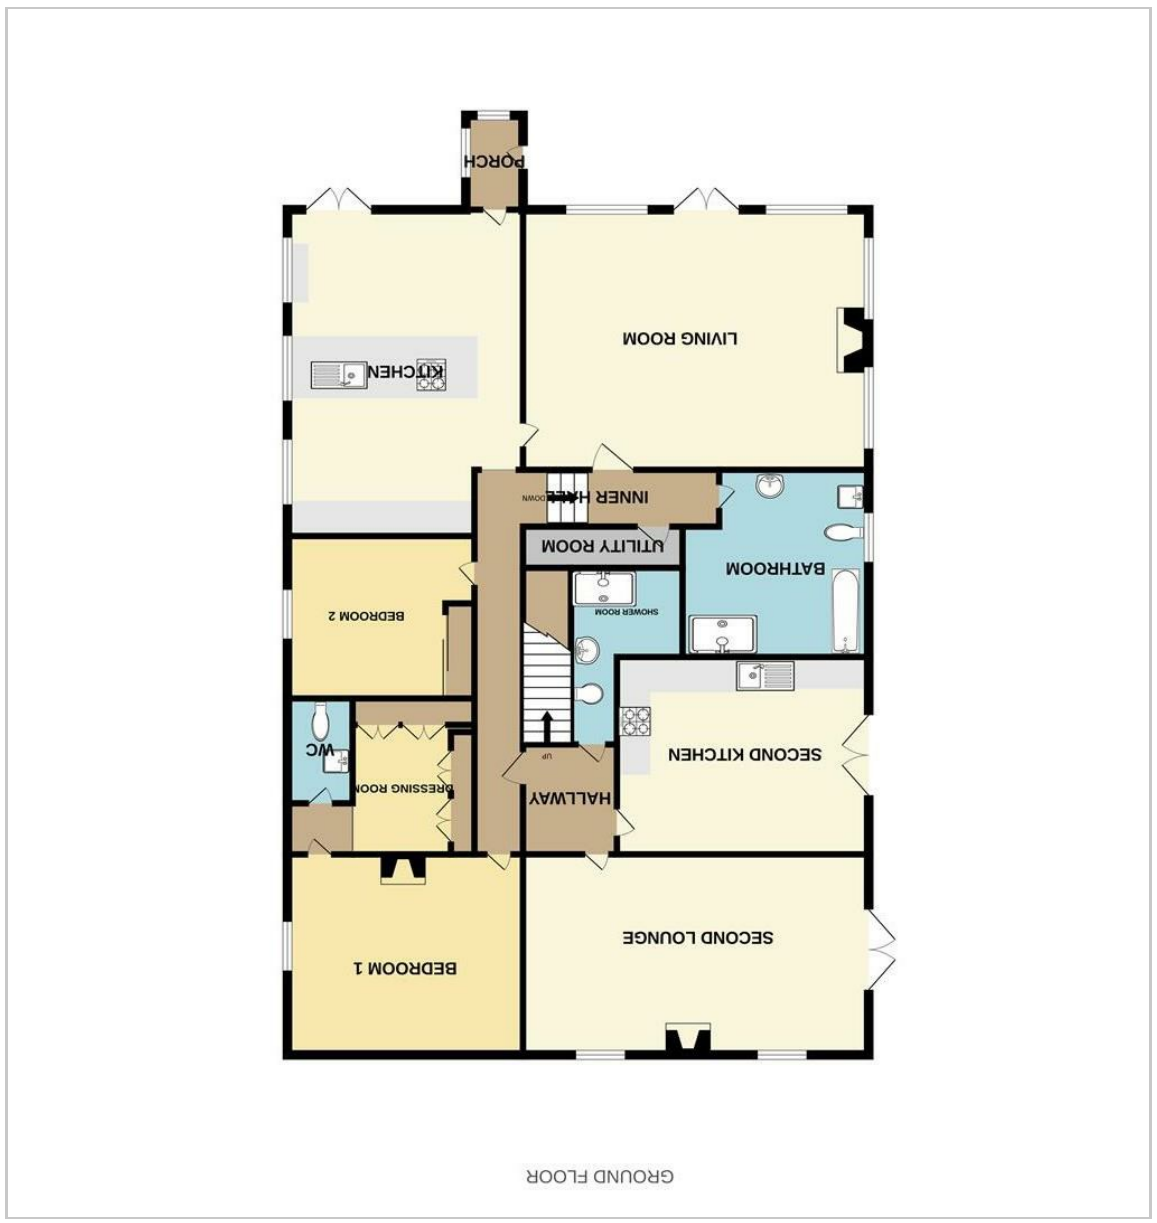 GROUND FLOOR
BEDROOM 1
SECOND LOUNGE
HALLWAY
DRESSING ROOM
UP
SECOND KITCHEN
WC
BEDROOM 2
SHOWER ROOM
BATHROOM
UTILITY ROOM
INNER HALL
DOWN
KITCHEN
LIVING ROOM
PORCH